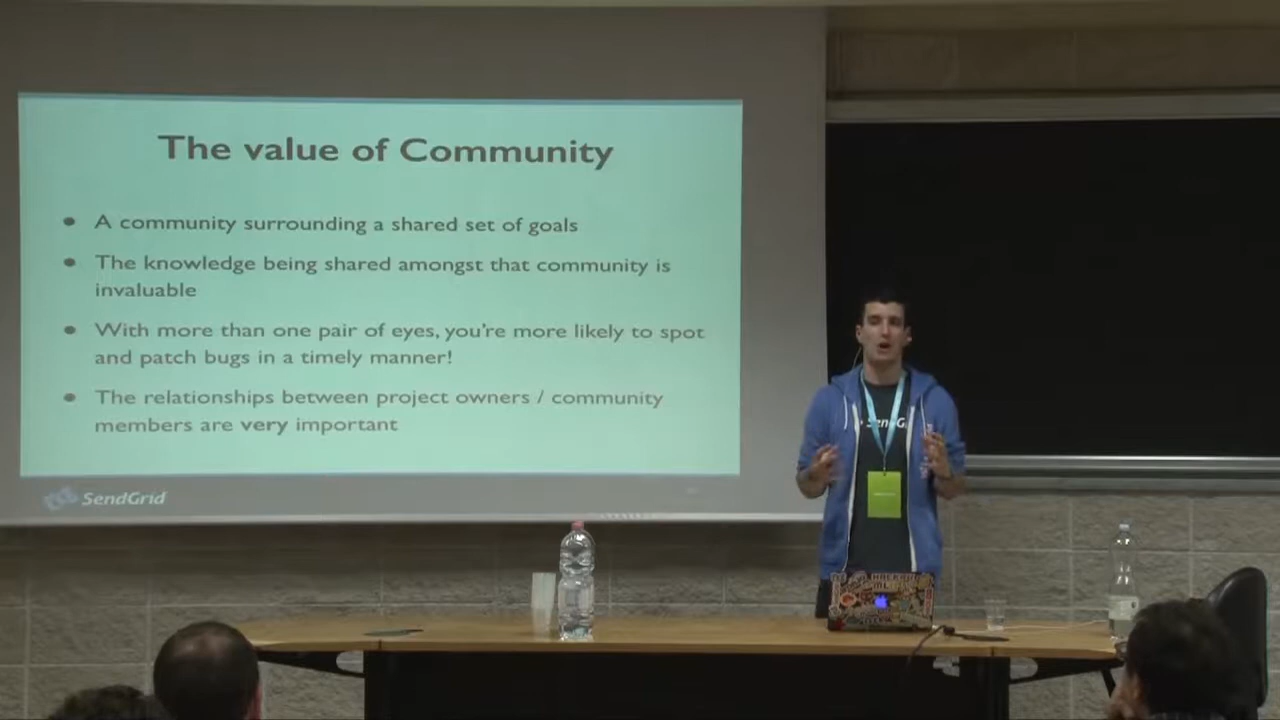 The value of Community
A community surrounding a shared set of goals
The knowledge being shared amongst that community is
invaluable
With more than one pair of eyes, you're more likely to spot
and patch bugs in a timely manner!
The relationships between project owners / community
members are very important
SendGrid
SendG